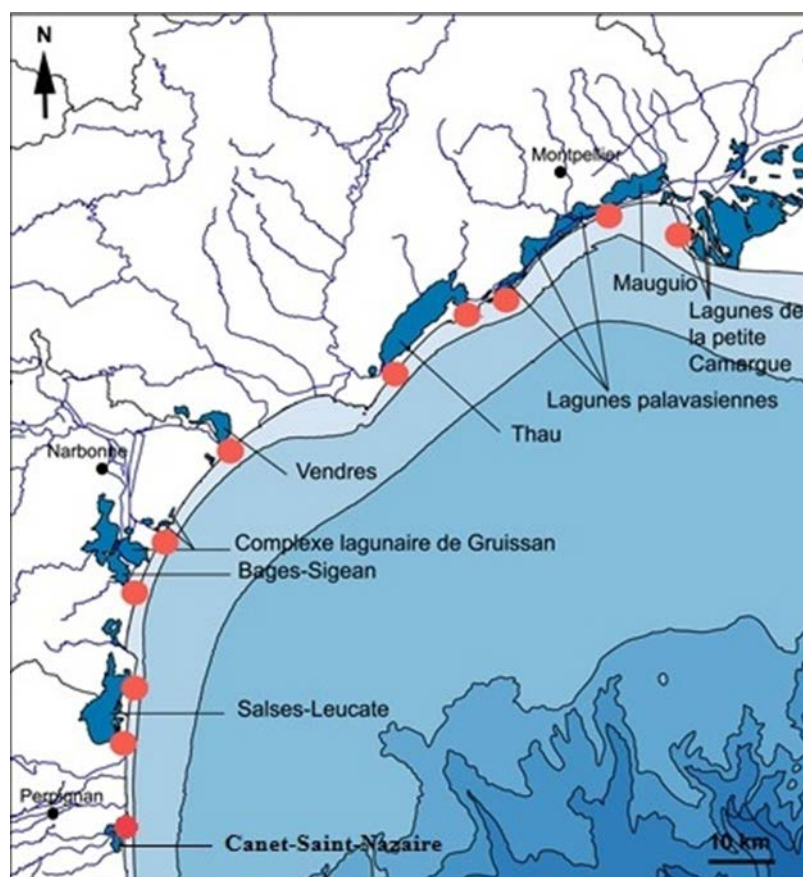 N
Montpellier
Mauguio
Lagunes de
la petite
Camargue
Lagunes palavasiennes
Thau
Narbonne
Vendres
Complexe lagunaire de Gruissan
Bages-Sigean
Salses-Leucate
Perpignan
Canet-Saint-Nazaire
10 km